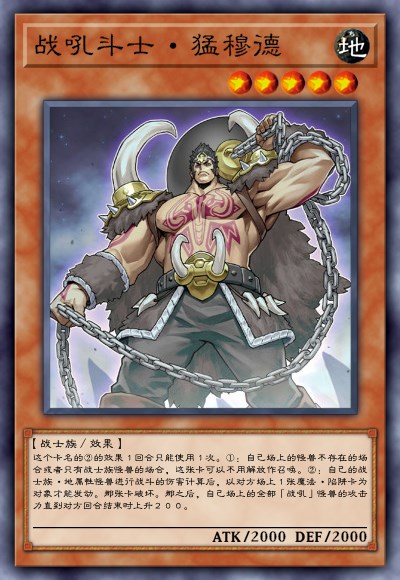 战吼斗士・猛穆德
地
【战士族／效果】
这个卡名的②的效果１回合只能使用１次。①：自己场上的怪兽不存在的场
合或者只有战士族怪兽的场合，这张卡可以不用解放作召唤。②：自己的战
士族・地属性怪兽进行战斗的伤害计算后，以对方场上１张魔法・陷阱卡为
对象才能发动。那张卡破坏。那之后，自己场上的全部「战吼」怪兽的攻击
力直到对方回合结束时上升２００。
ATK/2000 DEF/2000